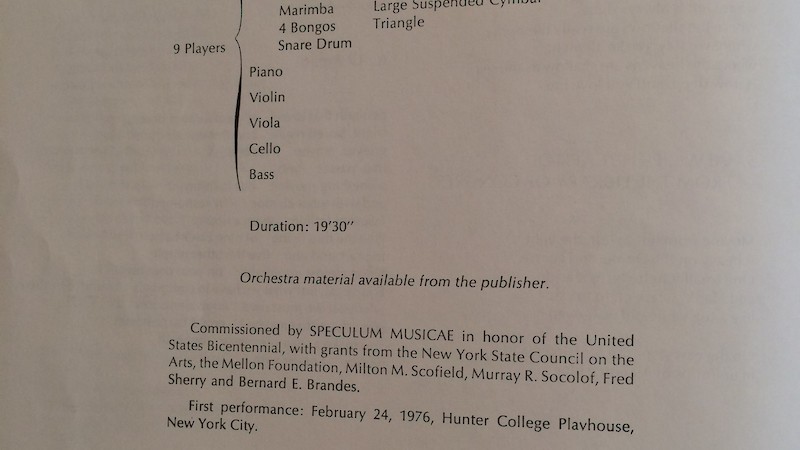 Marimba Large Suspended Cymbal
4 Bongos Triangle
9 Players Snare Drum
Piano
Violin
Viola
Cello
Bass
Duration: 19'30"
Orchestra material available from the publisher.
Commissioned by SPECULUM MUSICAE in honor of the United
States Bicentennial, with grants from the New York State Council on the
Arts, the Mellon Foundation, Milton M. Scofield, Murray R. Socolof, Fred
Sherry and Bernard E. Brandes.
First performance: February 24, 1976, Hunter College Playhouse,
New York City.